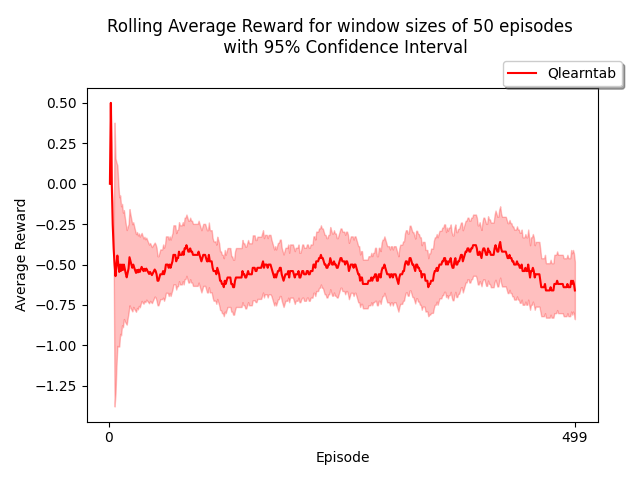 Rolling Average Reward for window sizes of 50 episodes
with 95% Confidence Interval
Qlearntab
Average Reward
0.50
0.25
0.00
−0.25
−0.50
−0.75
−1.00
−1.25
0
499
Episode